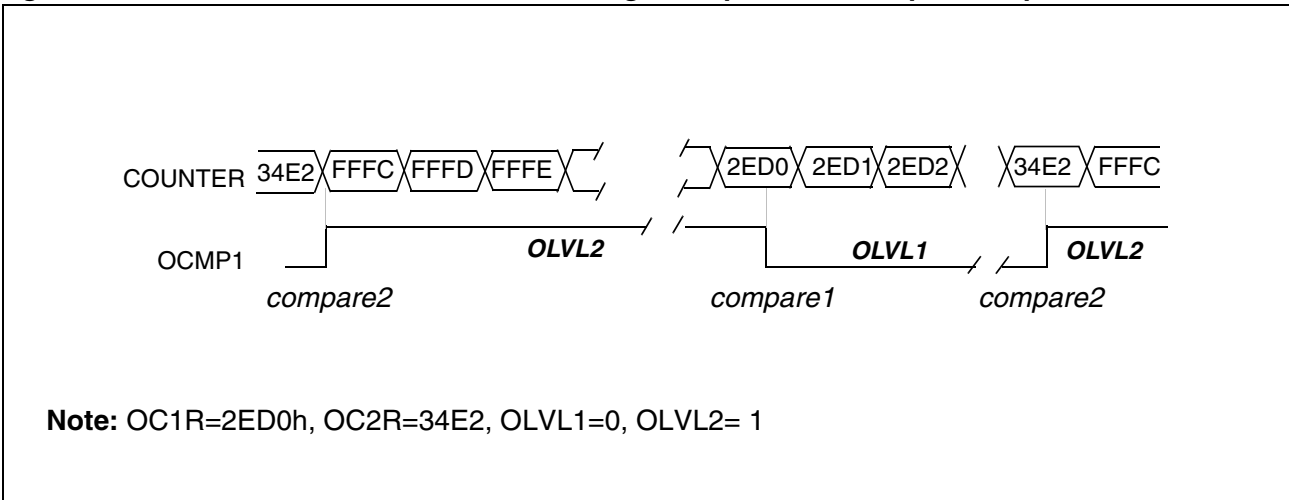 COUNTER 34E2 FFFC FFFD FFFE 2ED0 2ED1 2ED2 34E2 FFFC
OCMP1 OLVL2 OLVL1 OLVL2
compare2 compare1 compare2
Note: OC1R=2ED0h, OC2R=34E2, OLVL1=0, OLVL2= 1